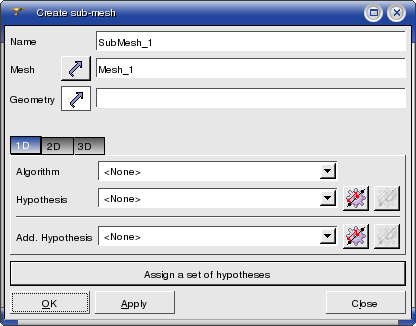 Create sub-mesh
Name SubMesh_1
Mesh Mesh_1
Geometry
1D 2D 3D
Algorithm <None>
Hypothesis <None>
Add. Hypothesis <None>
Assign a set of hypotheses
OK Apply Close